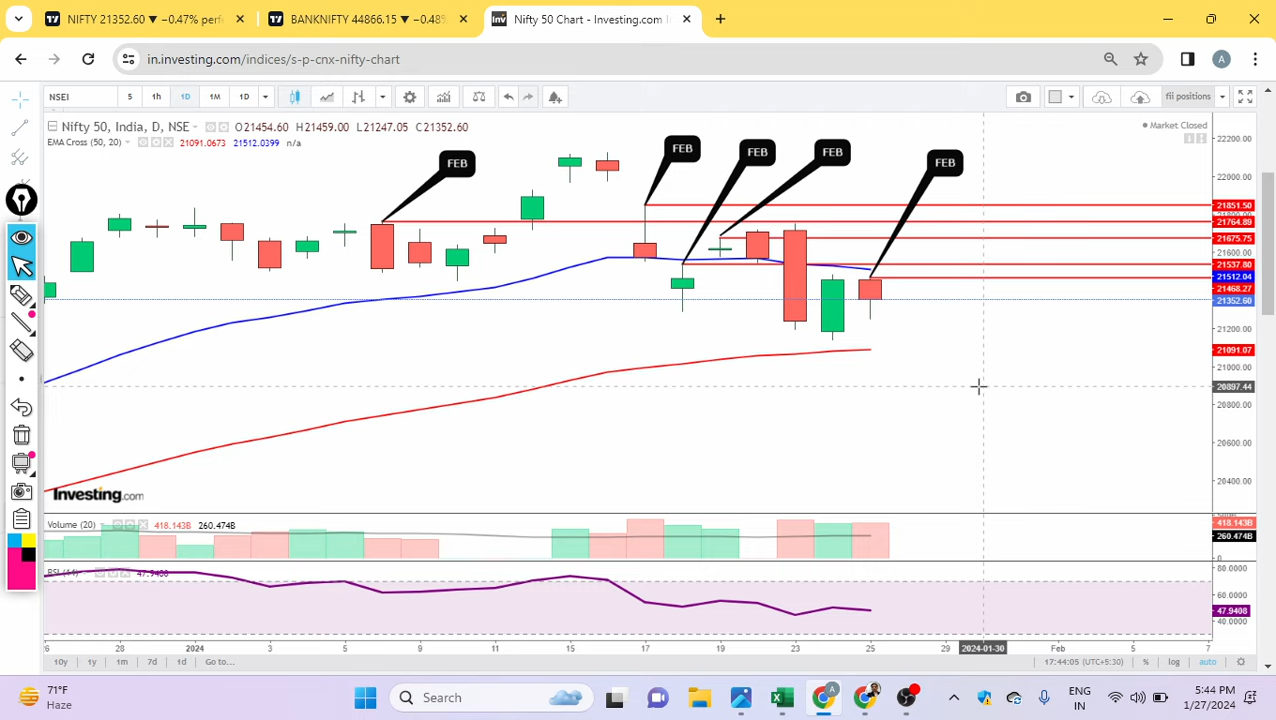 NIFTY 21352.60 ▼ −0.47% perf
BANKNIFTY 44866.15 ▼ −0.48%
Nifty 50 Chart - Investing.com I
in.investing.com/indices/s-p-cnx-nifty-chart
A
NSEI 5 1h 1D 1M 1D
fii positions
Nifty 50, India, D, NSE O21454.60 H21459.00 L21247.05 C21352.60
Market Closed
EMA Cross (50, 20) 21091.0673 21512.0399 n/a
FEB
FEB
FEB
FEB
FEB
22200.00
22000.00
21851.50
21764.89
21675.75
21600.00
21537.80
21512.04
21468.27
21352.60
21200.00
21091.07
21000.00
20897.44
20800.00
20600.00
20400.00
Investing.com
Volume (20) 418.143B 260.474B
418.143B
260.474B
0
47.9408
80.0000
60.0000
47.9408
40.0000
26 28 2024 3 5 9 11 15 17 19 23 25 29 2024-01-30 Feb 5 7
10y 1y 1m 7d 1d Go to...
17:44:05 (UTC+5:30) % log auto
71°F
Haze
Search
ENG
IN
5:44 PM
1/27/2024